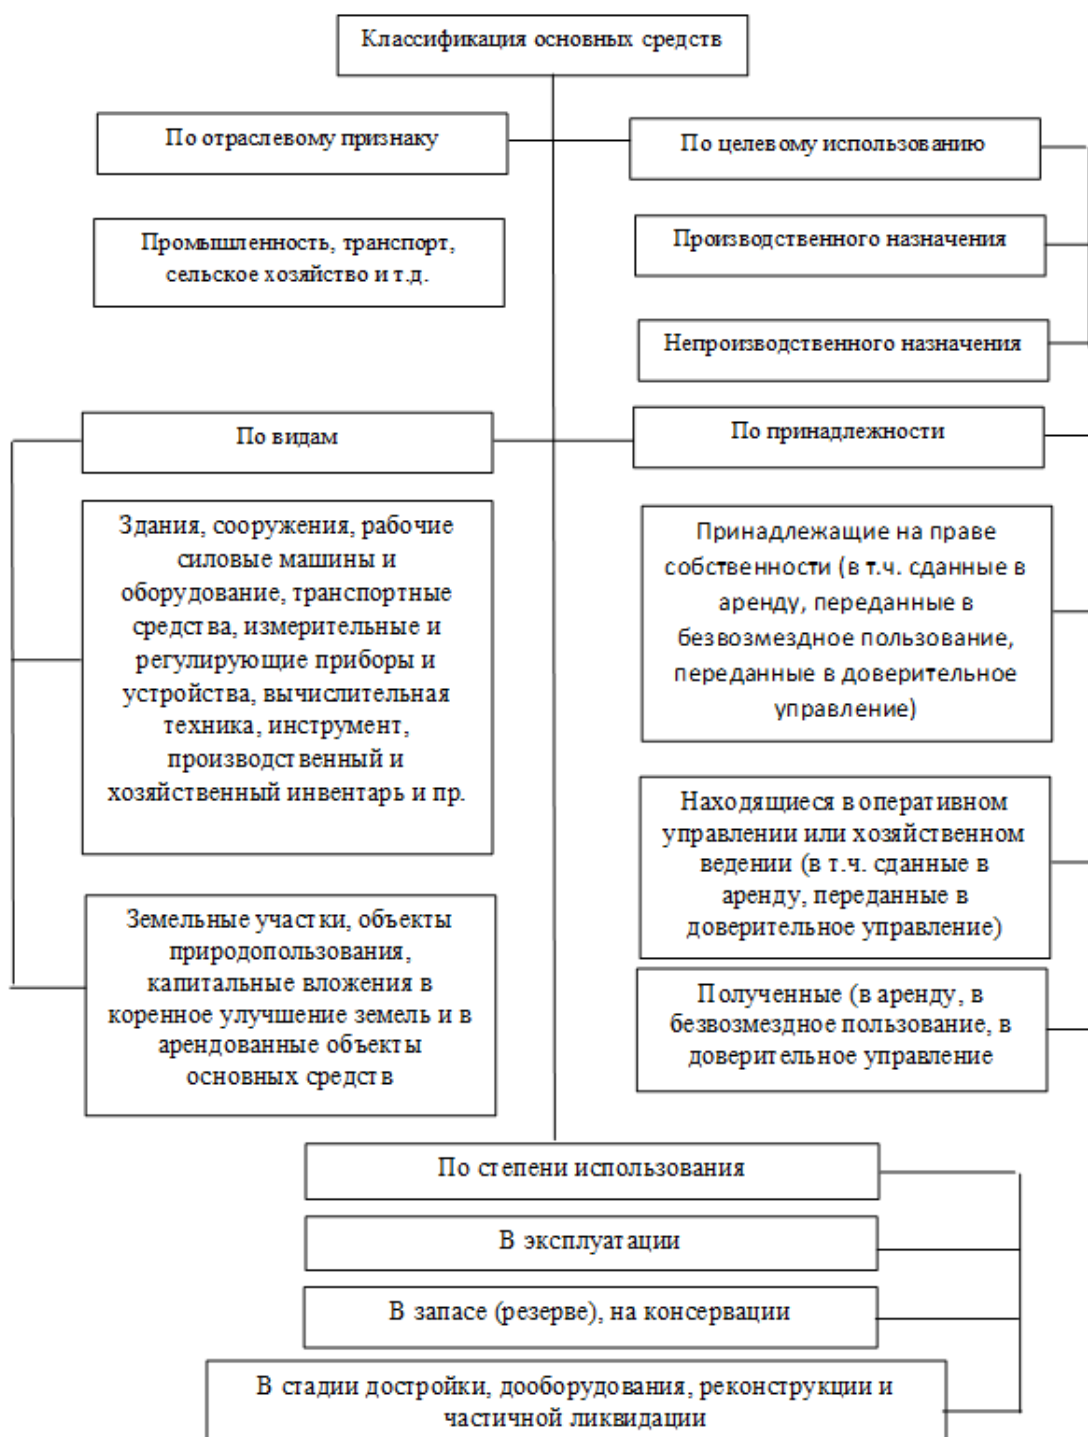 Классификация основных средств
По отраслевому признаку
По целевому использованию
Промышленность, транспорт,
сельское хозяйство и т.д.
Производственного назначения
Непроизводственного назначения
По видам
По принадлежности
Здания, сооружения, рабочие
силовые машины и
оборудование, транспортные
средства, измерительные и
регулирующие приборы и
устройства, вычислительная
техника, инструмент,
производственный и
хозяйственный инвентарь и пр.
Земельные участки, объекты
природопользования,
капитальные вложения в
коренное улучшение земель и в
арендованные объекты
основных средств
Принадлежащие на праве
собственности (в т.ч. сданные в
аренду, переданные в
безвозмездное пользование,
переданные в доверительное
управление)
Находящиеся в оперативном
управлении или хозяйственном
ведении (в т.ч. сданные в
аренду, переданные в
доверительное управление)
Полученные (в аренду, в
безвозмездное пользование, в
доверительное управление
По степени использования
В эксплуатации
В запасе (резерве), на консервации
В стадии достройки, дооборудования, реконструкции и
частичной ликвидации